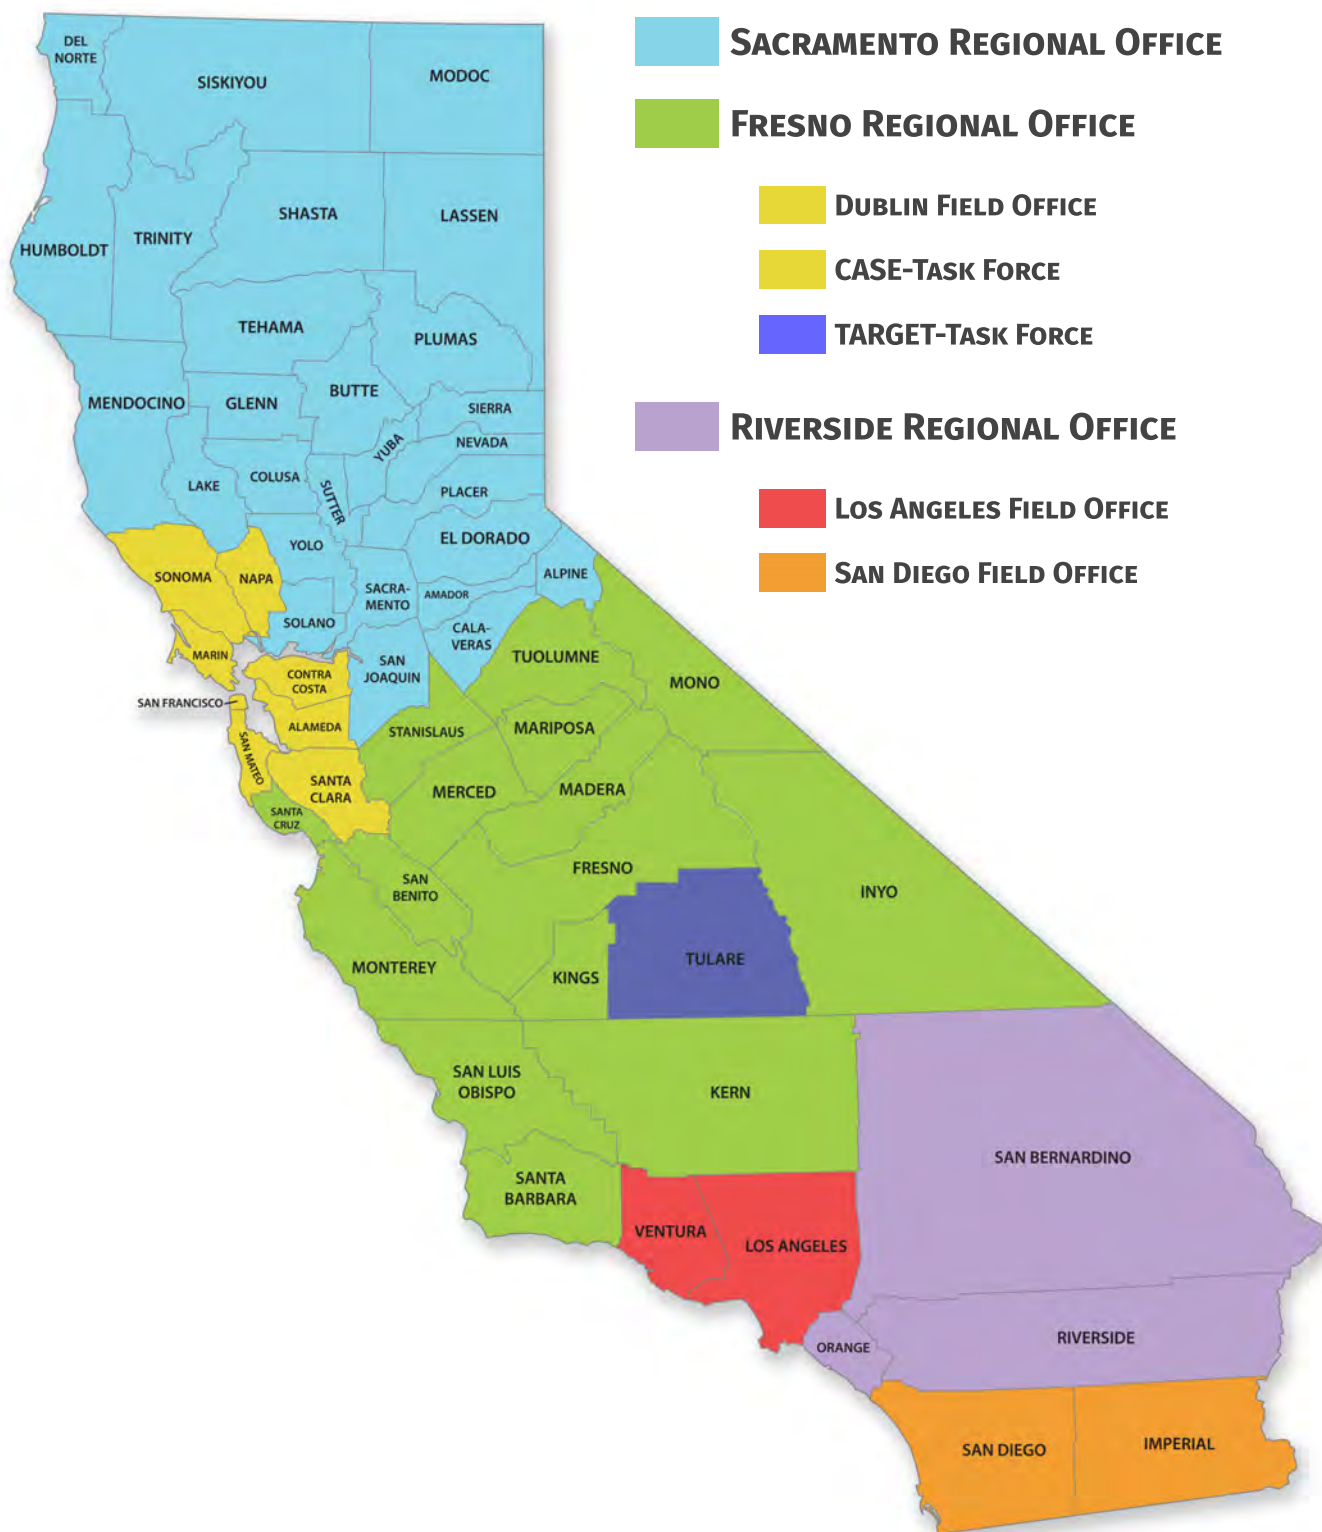 SACRAMENTO REGIONAL OFFICE
FRESNO REGIONAL OFFICE
DUBLIN FIELD OFFICE
CASE-TASK FORCE
TARGET-TASK FORCE
RIVERSIDE REGIONAL OFFICE
LOS ANGELES FIELD OFFICE
SAN DIEGO FIELD OFFICE
DEL
NORTE
SISKIYOU
MODOC
HUMBOLDT
TRINITY
SHASTA
LASSEN
TEHAMA
PLUMAS
MENDOCINO
GLENN
BUTTE
SIERRA
YUBA
NEVADA
LAKE
COLUSA
SUTTER
PLACER
YOLO
EL DORADO
SONOMA
NAPA
SACRA-
MENTO
AMADOR
ALPINE
SOLANO
CALA-
VERAS
MARIN
CONTRA
COSTA
SAN
JOAQUIN
TUOLUMNE
MONO
SAN FRANCISCO
ALAMEDA
STANISLAUS
MARIPOSA
SAN MATEO
SANTA
CLARA
MERCED
MADERA
SANTA
CRUZ
SAN
BENITO
FRESNO
INYO
MONTEREY
KINGS
TULARE
SAN LUIS
OBISPO
KERN
SAN BERNARDINO
SANTA
BARBARA
VENTURA
LOS ANGELES
ORANGE
RIVERSIDE
SAN DIEGO
IMPERIAL